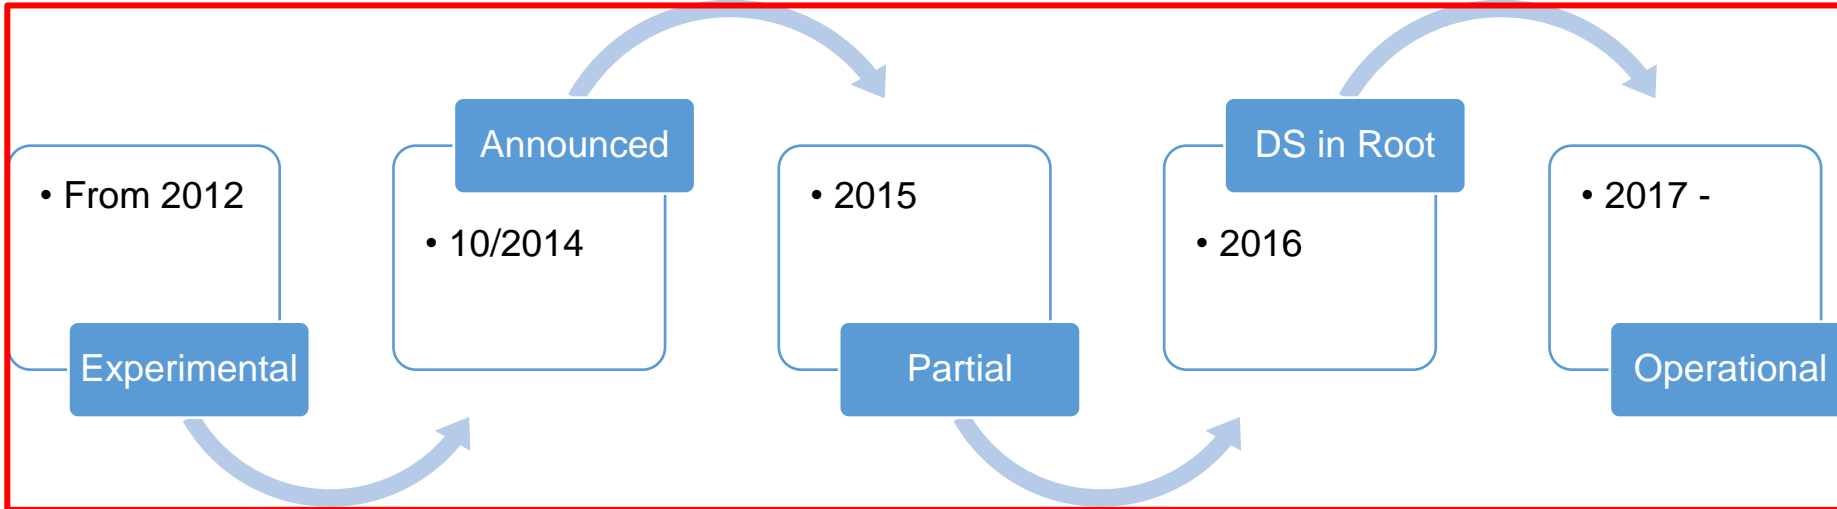 • From 2012
Experimental
Announced
• 10/2014
• 2015
Partial
DS in Root
• 2016
• 2017 -
Operational